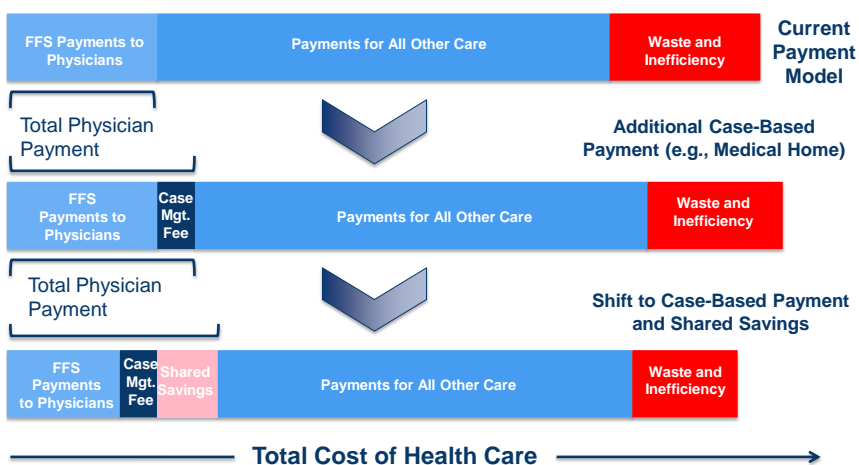 FFS Payments to
Physicians
Payments for All Other Care
Waste and
Inefficiency
Current
Payment
Model
Total Physician
Payment
Additional Case-Based
Payment (e.g., Medical Home)
FFS
Payments to
Physicians
Case
Mgt.
Fee
Payments for All Other Care
Waste and
Inefficiency
Total Physician
Payment
Shift to Case-Based Payment
and Shared Savings
FFS
Payments
to Physicians
Case
Mgt.
Fee
Shared
Savings
Payments for All Other Care
Waste and
Inefficiency
Total Cost of Health Care